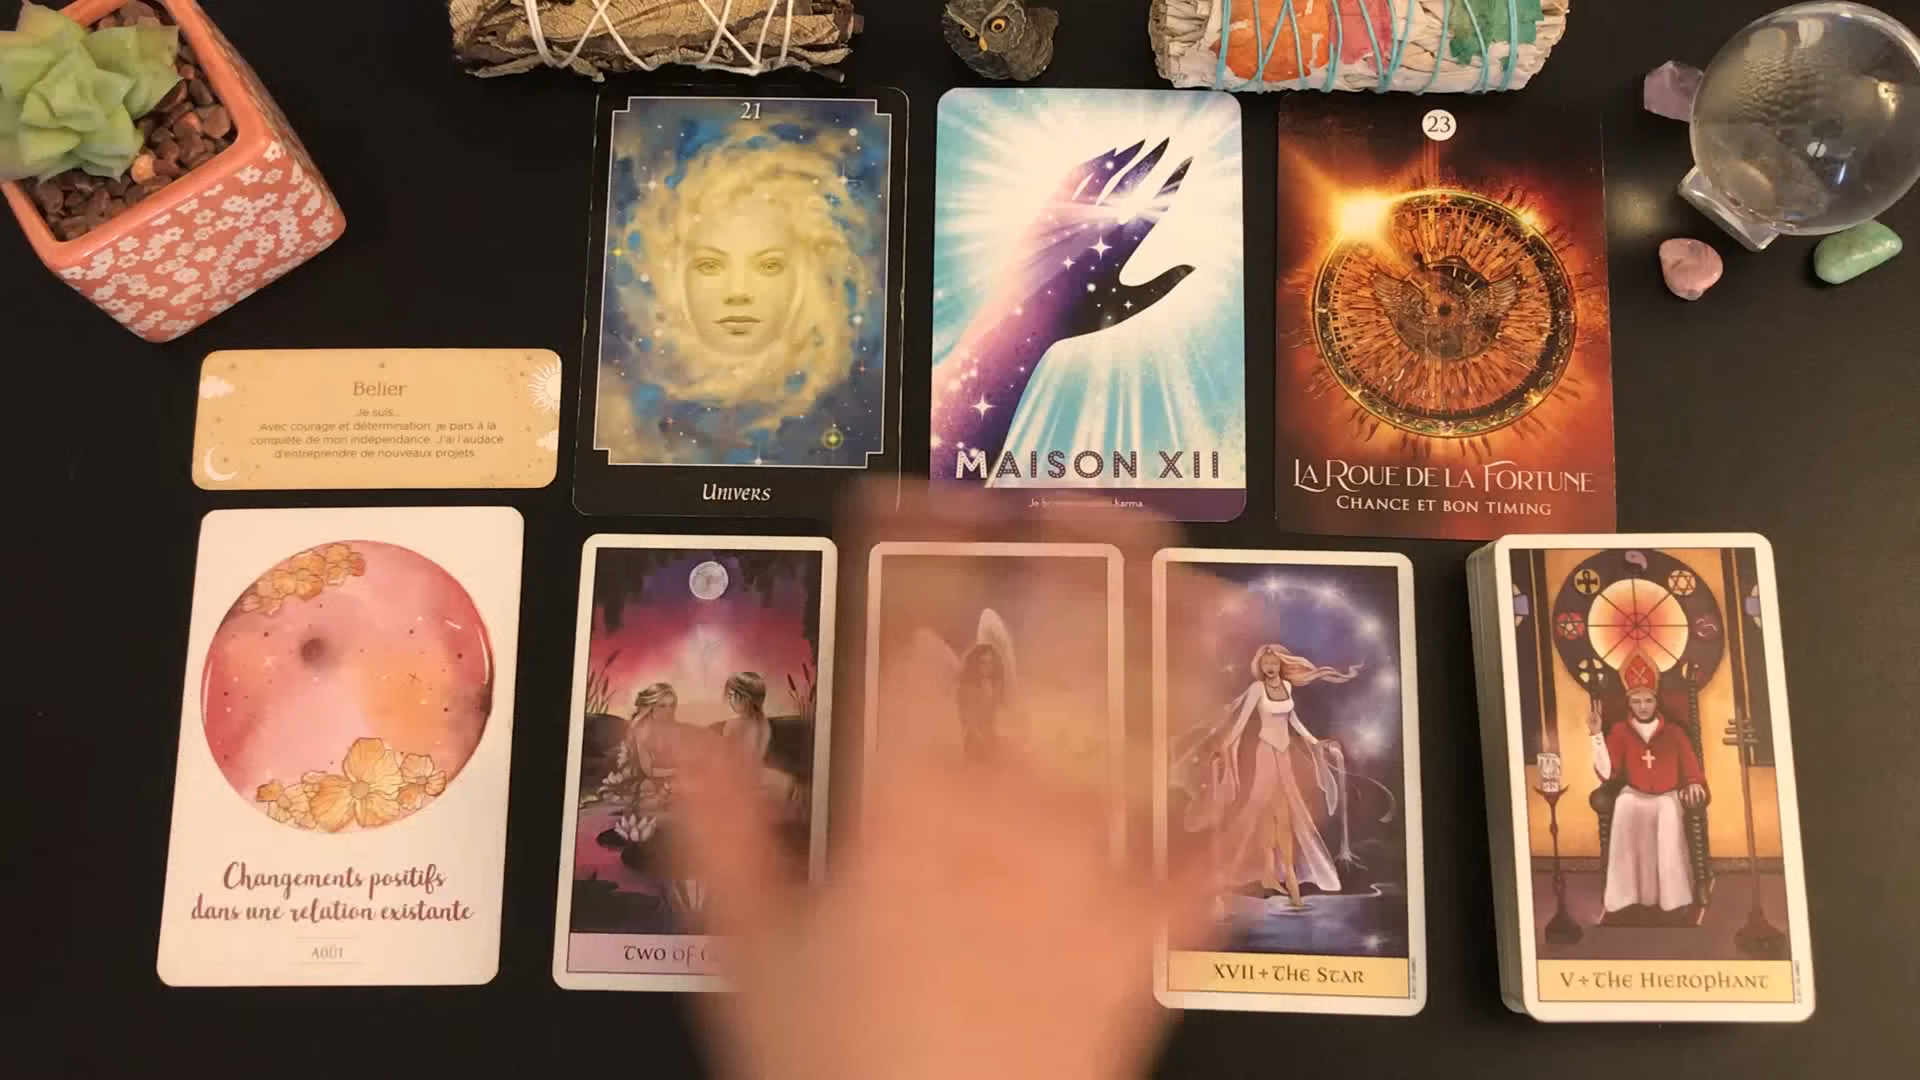 21
Univers
MAISON XII
karma.
23
La Roue de la Fortune
Chance et bon timing
Bélier
Je suis...
Avec courage et détermination, je pars à la
conquête de mon indépendance. J'ai l'audace
d'entreprendre de nouveaux projets.
Changements positifs
dans une relation existante
AOÛT
Two of
XVII + The Star
V + The Hierophant